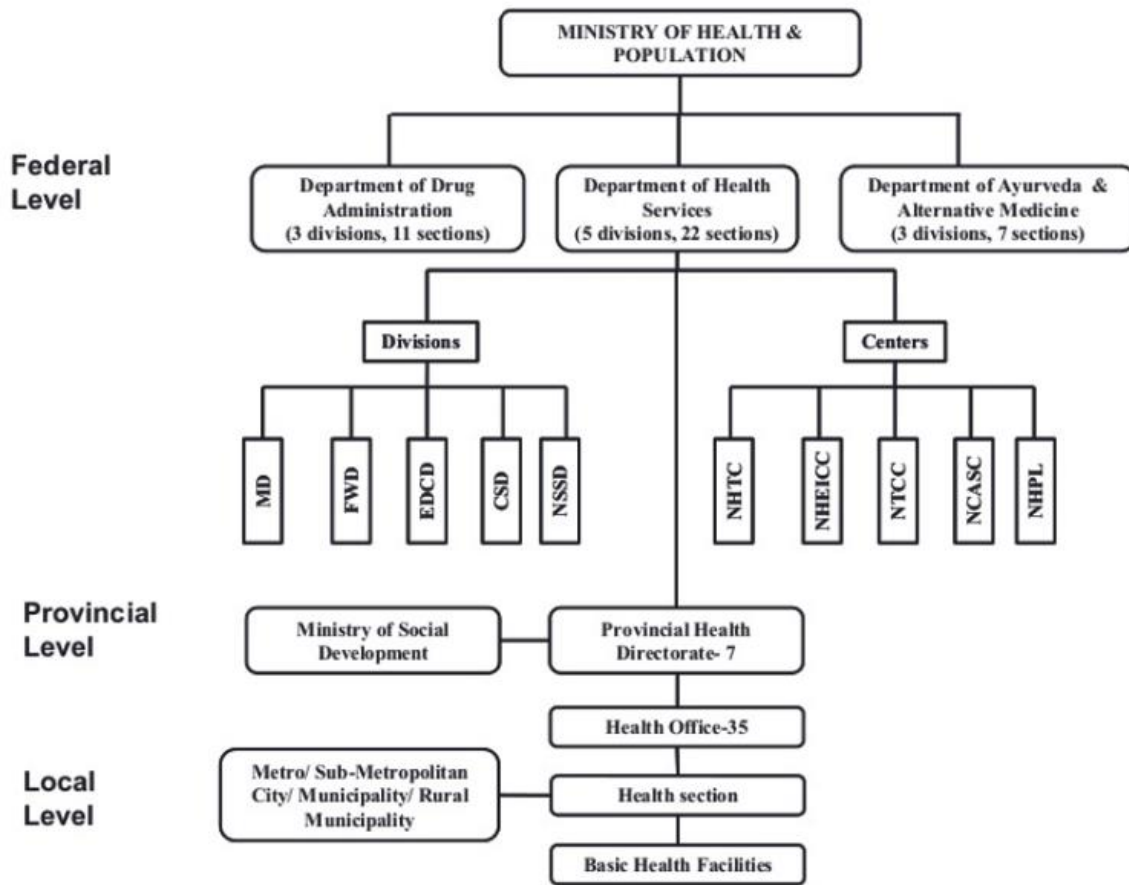 MINISTRY OF HEALTH &
POPULATION
Federal
Level
Department of Drug
Administration
(3 divisions, 11 sections)
Department of Health
Services
(5 divisions, 22 sections)
Department of Ayurveda &
Alternative Medicine
(3 divisions, 7 sections)
Divisions
Centers
MD
FWD
EDCD
CSD
NSSD
NHTC
NHEICC
NTCC
NCASC
NHPL
Provincial
Level
Ministry of Social
Development
Provincial Health
Directorate- 7
Health Office-35
Local
Level
Metro/ Sub-Metropolitan
City/ Municipality/ Rural
Municipality
Health section
Basic Health Facilities